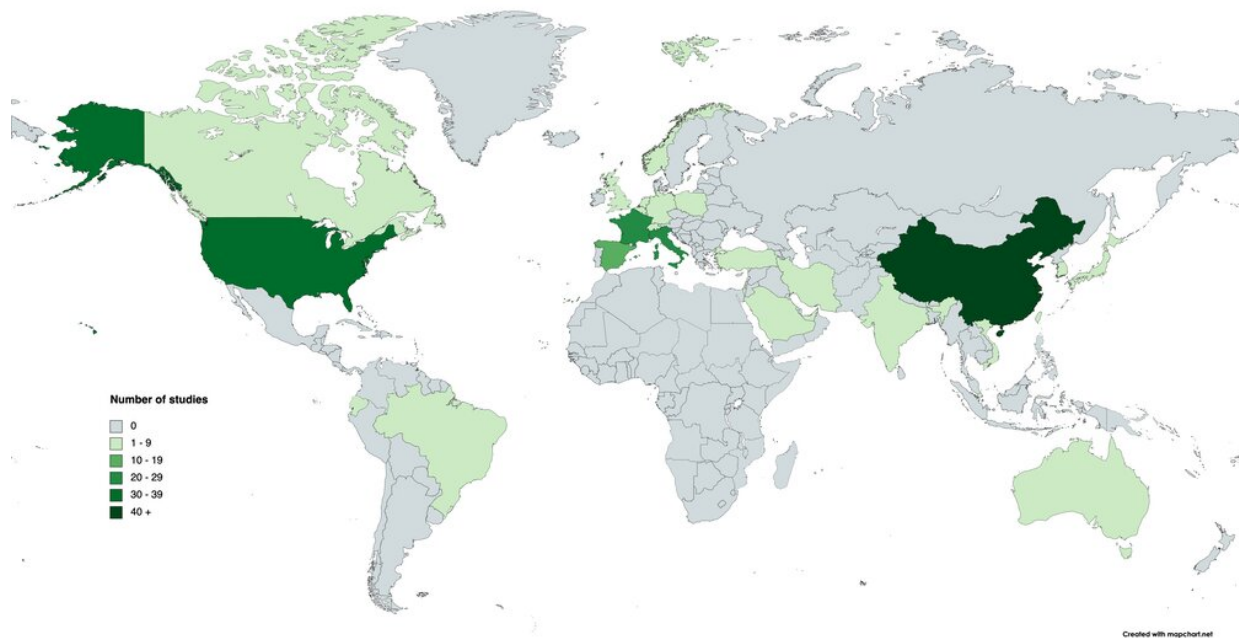 Number of studies
0
1 - 9
10 - 19
20 - 29
30 - 39
40 +
Created with mapchart.net